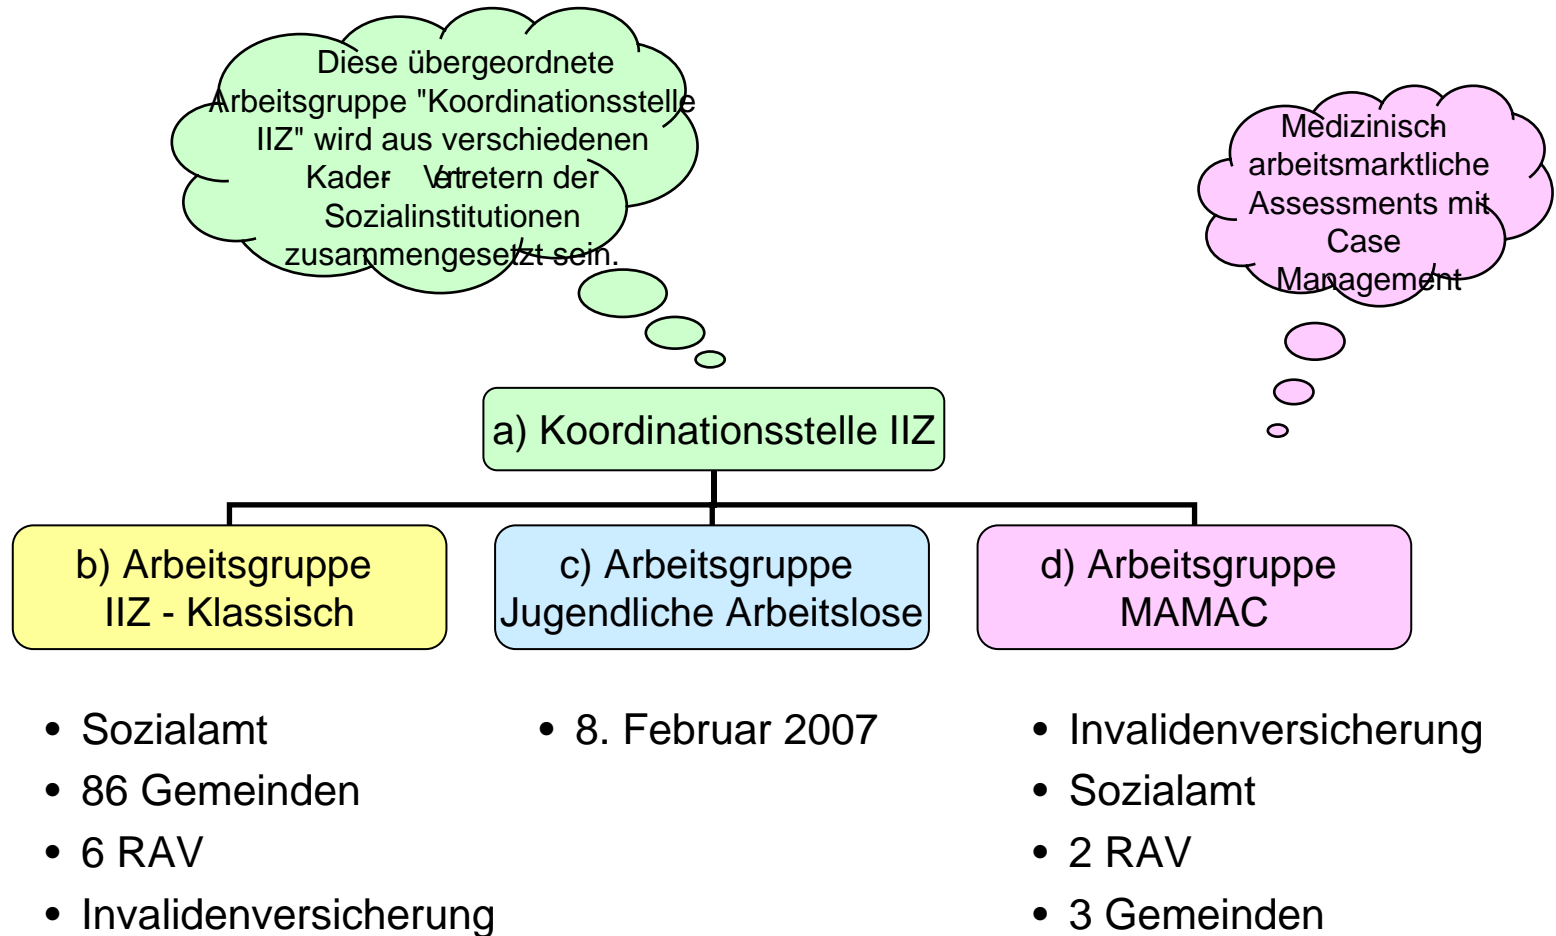 Diese übergeordnete
Arbeitsgruppe "Koordinationsstelle
IIZ" wird aus verschiedenen
Kader- Vertretern der
Sozialinstitutionen
zusammengesetzt sein.
Medizinisch-
arbeitsmarktliche
Assessments mit
Case
Management
a) Koordinationsstelle IIZ
b) Arbeitsgruppe
IIZ - Klassisch
c) Arbeitsgruppe
Jugendliche Arbeitslose
d) Arbeitsgruppe
MAMAC
• Sozialamt
• 86 Gemeinden
• 6 RAV
• Invalidenversicherung
• 8. Februar 2007
• Invalidenversicherung
• Sozialamt
• 2 RAV
• 3 Gemeinden